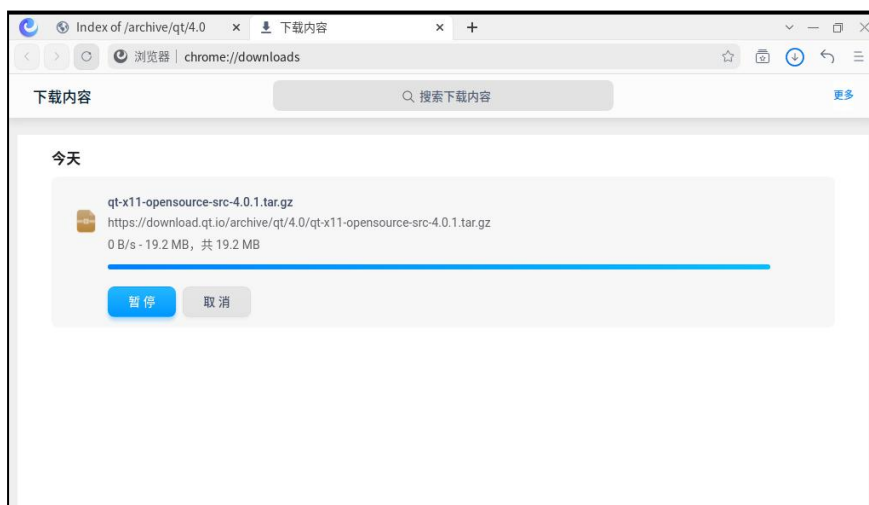 Index of /archive/qt/4.0
下载内容
浏览器 | chrome://downloads
下载内容
搜索下载内容
更多
今天
qt-x11-opensource-src-4.0.1.tar.gz
https://download.qt.io/archive/qt/4.0/qt-x11-opensource-src-4.0.1.tar.gz
0 B/s - 19.2 MB，共 19.2 MB
暂停
取消